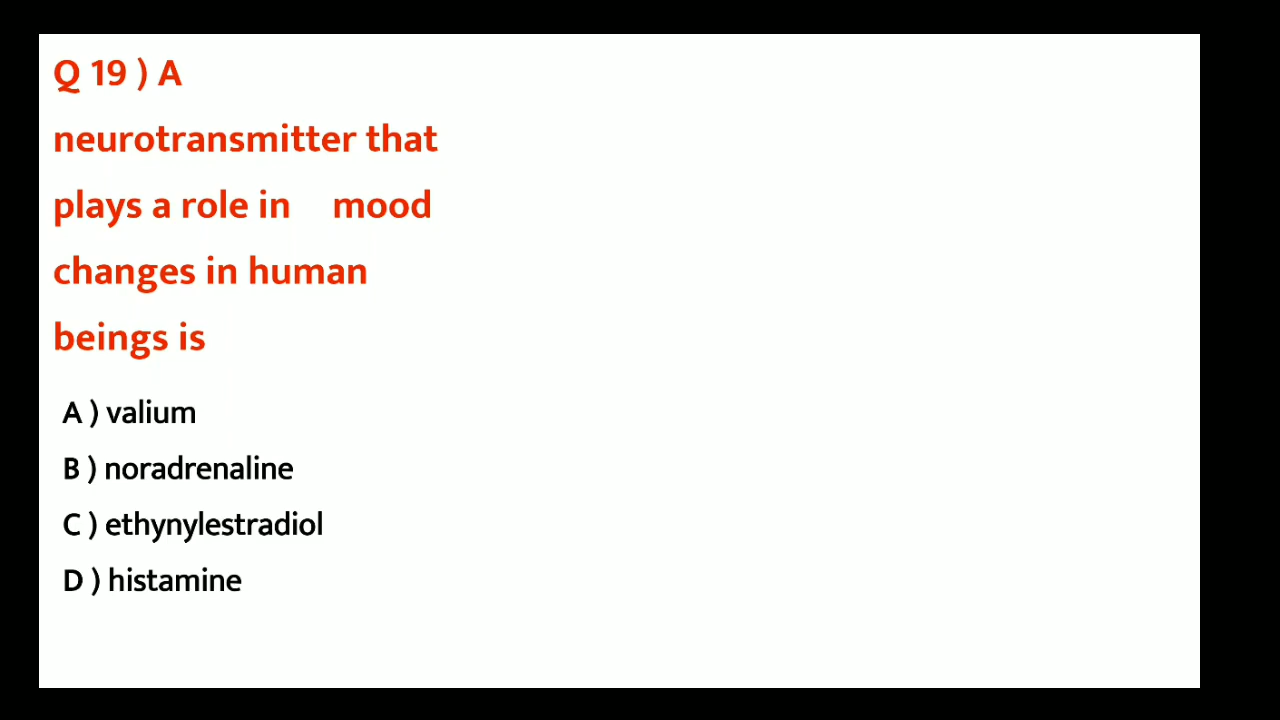 Q 19 ) A
neurotransmitter that
plays a role in    mood
changes in human
beings is
A ) valium
B ) noradrenaline
C ) ethynylestradiol
D ) histamine